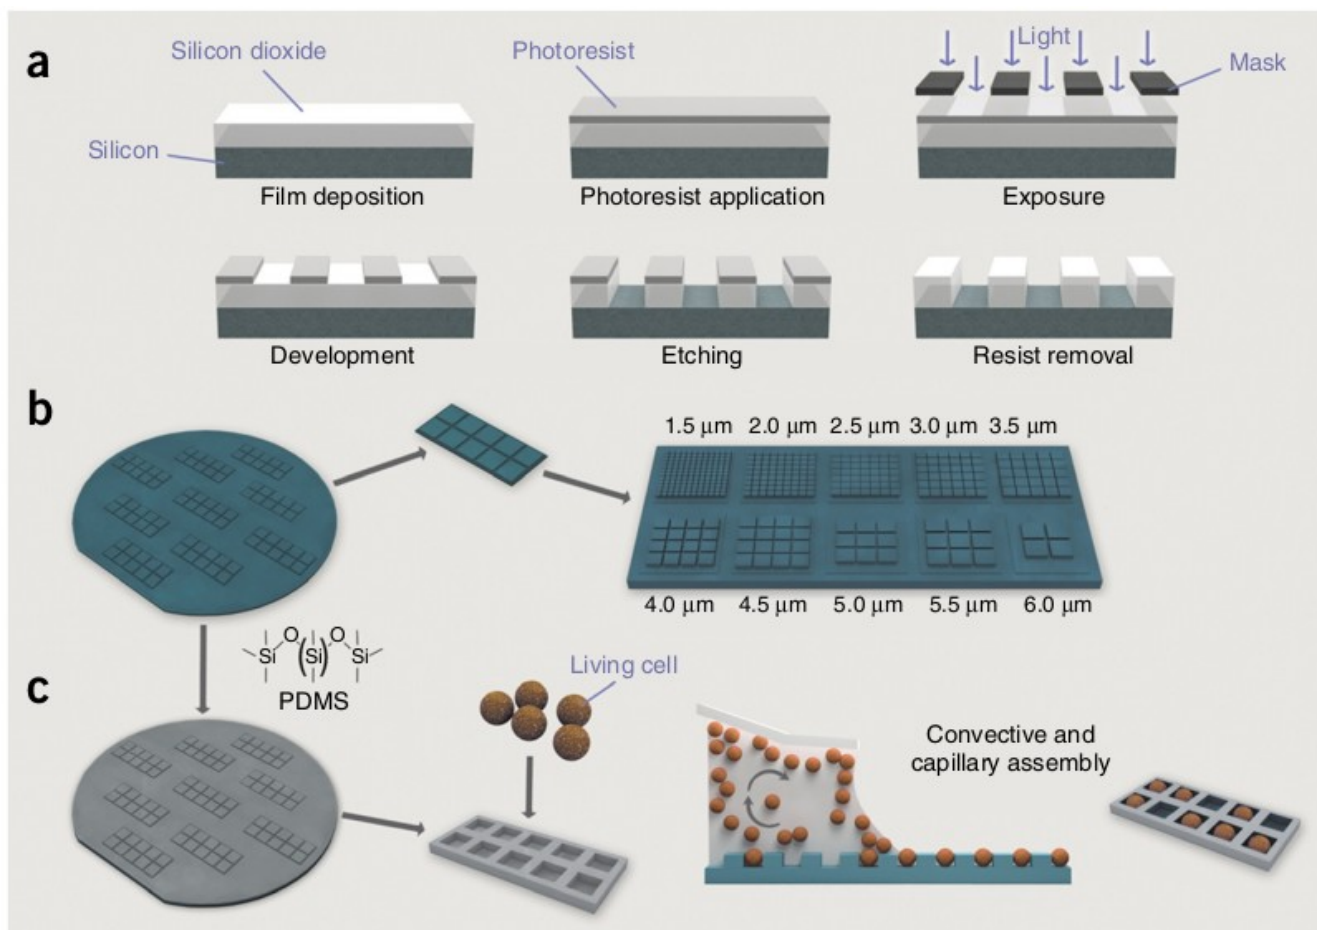 a
Silicon dioxide
Silicon
Film deposition
Photoresist
Photoresist application
Light
Mask
Exposure
Development
Etching
Resist removal
b
1.5 μm 2.0 μm 2.5 μm 3.0 μm 3.5 μm
4.0 μm 4.5 μm 5.0 μm 5.5 μm 6.0 μm
O O
Si (Si) Si
PDMS
c
Living cell
Convective and
capillary assembly